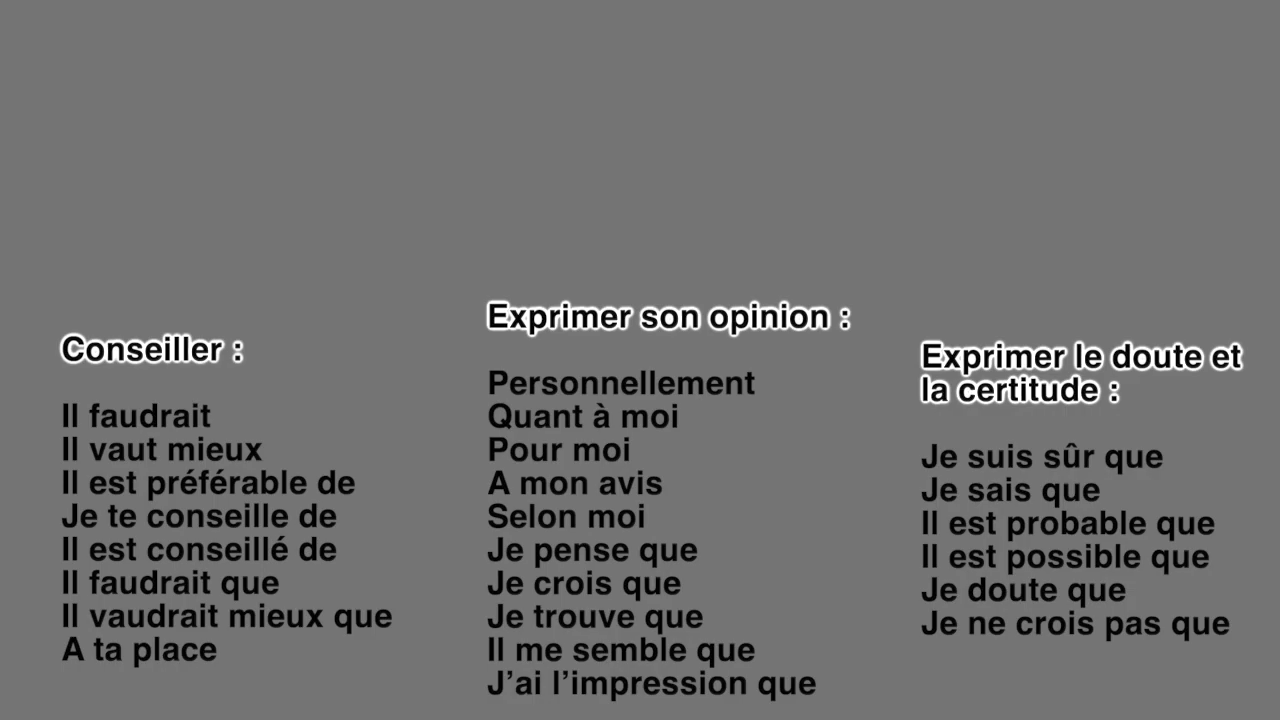 Conseiller :
Il faudrait
Il vaut mieux
Il est préférable de
Je te conseille de
Il est conseillé de
Il faudrait que
Il vaudrait mieux que
A ta place
Exprimer son opinion :
Personnellement
Quant à moi
Pour moi
A mon avis
Selon moi
Je pense que
Je crois que
Je trouve que
Il me semble que
J’ai l’impression que
Exprimer le doute et
la certitude :
Je suis sûr que
Je sais que
Il est probable que
Il est possible que
Je doute que
Je ne crois pas que